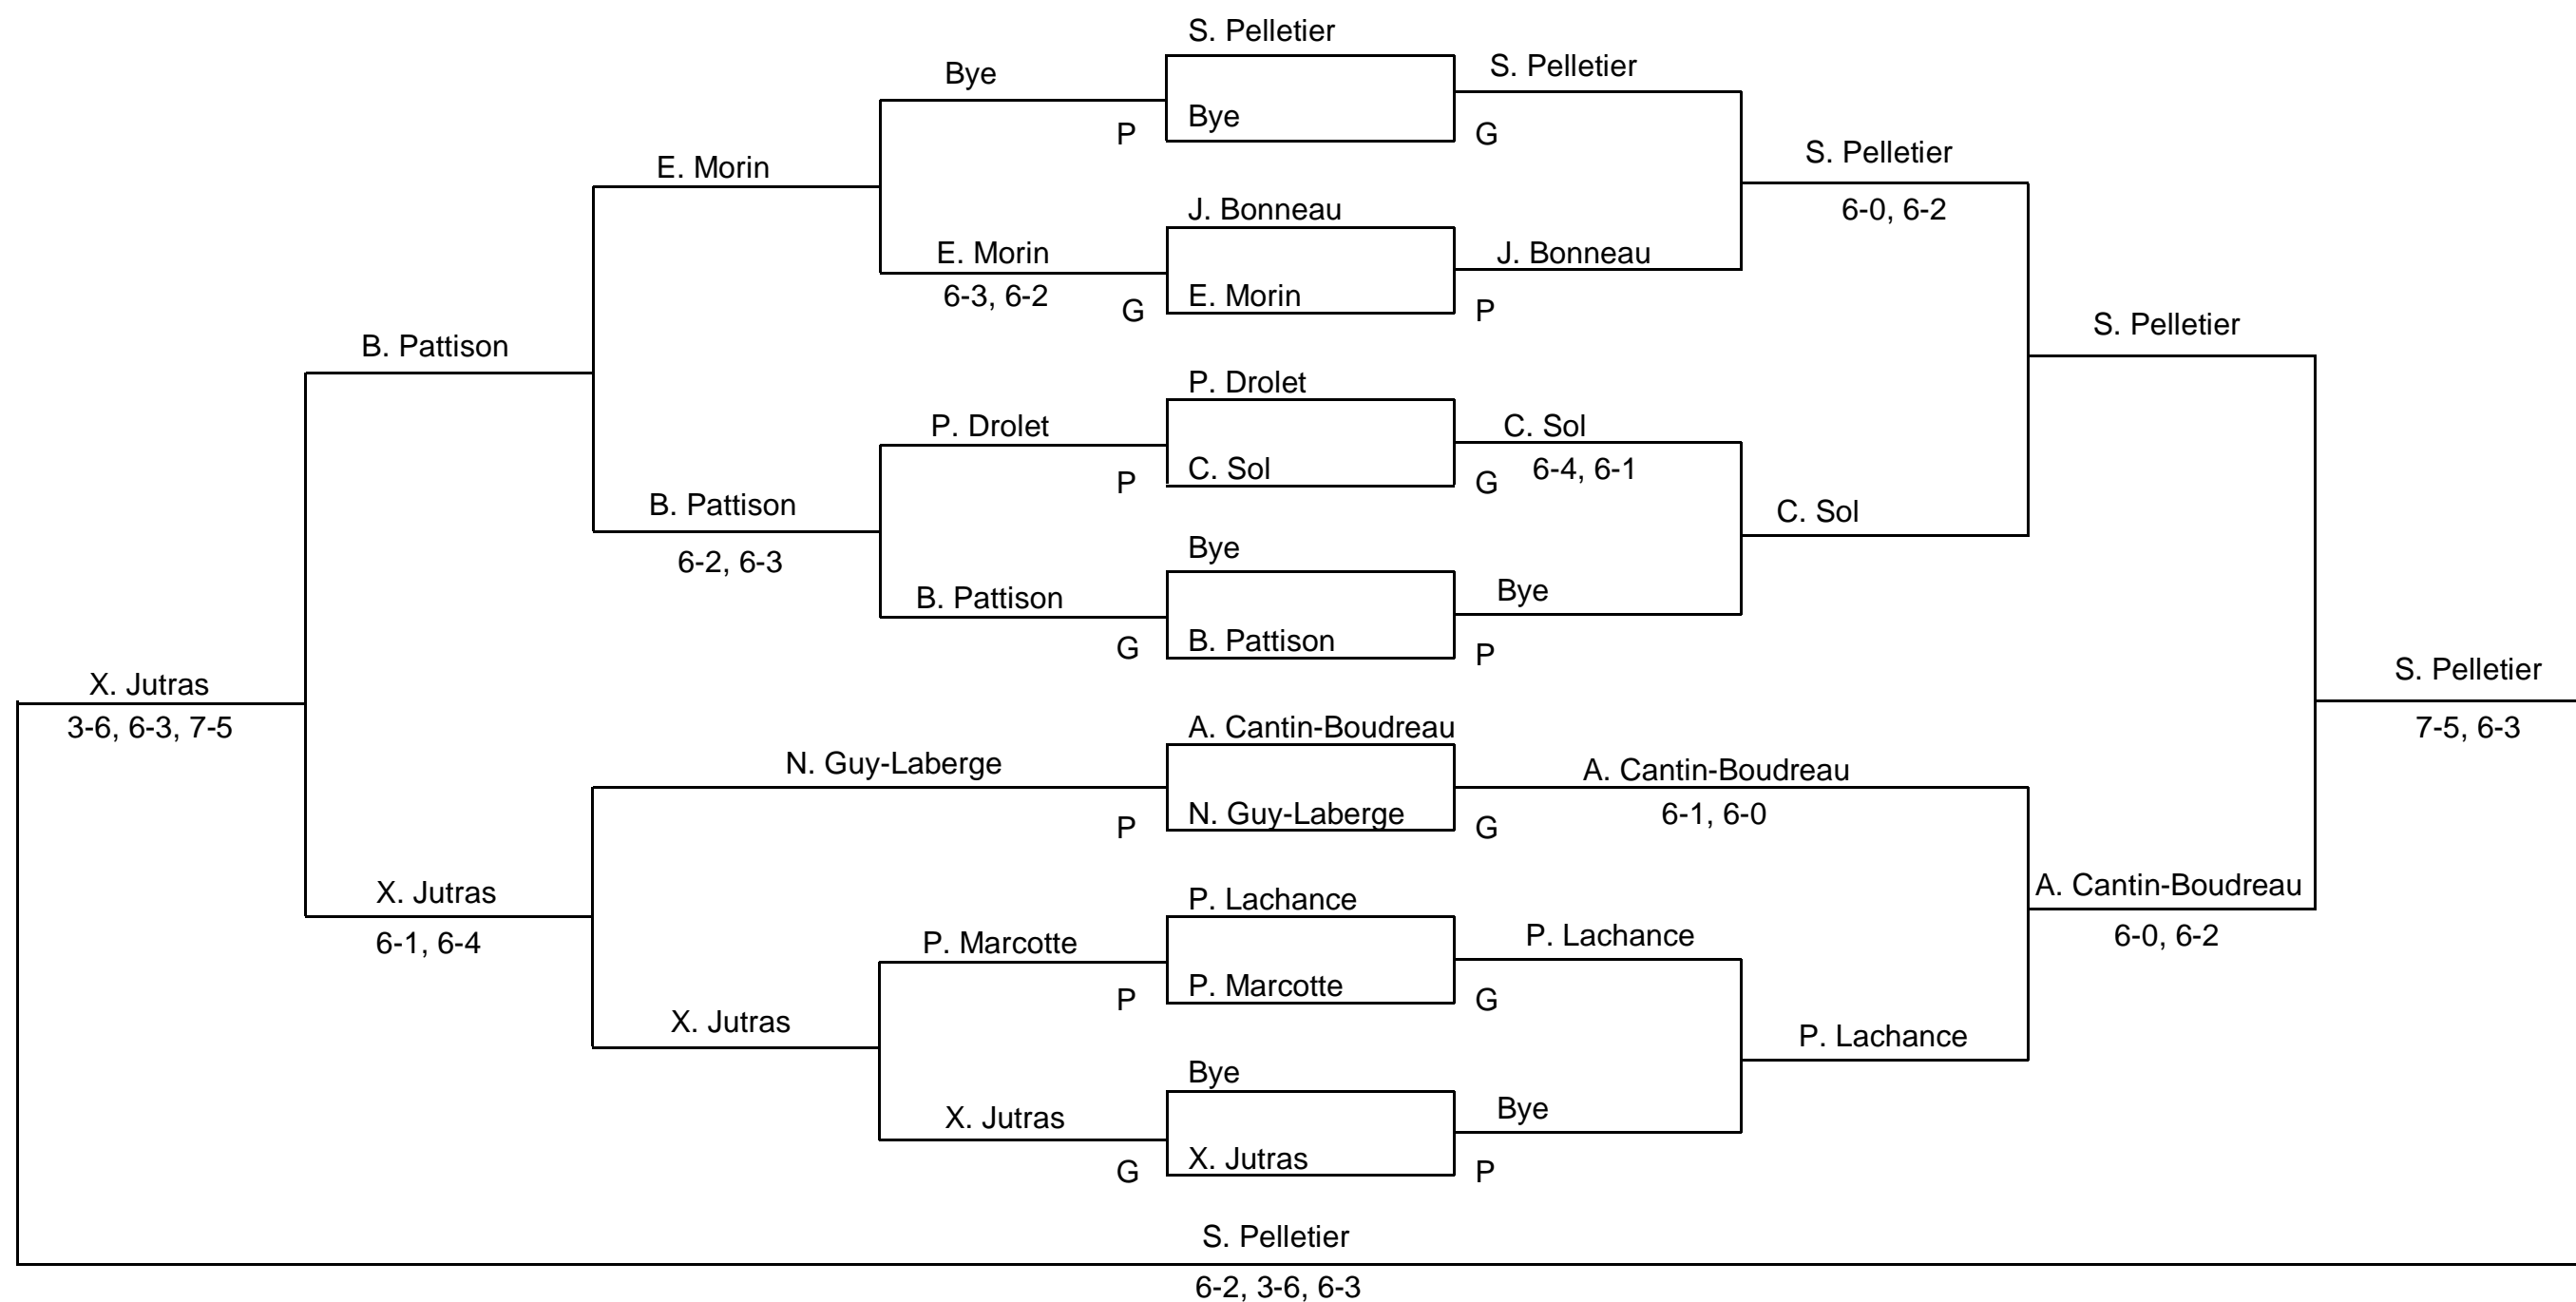 S. Pelletier
Bye
S. Pelletier
Bye
P
G
S. Pelletier
E. Morin
6-0, 6-2
J. Bonneau
E. Morin
J. Bonneau
6-3, 6-2
G
E. Morin
P
S. Pelletier
B. Pattison
P. Drolet
P. Drolet
C. Sol
P
C. Sol
G
6-4, 6-1
B. Pattison
C. Sol
6-2, 6-3
Bye
B. Pattison
Bye
G
B. Pattison
P
X. Jutras
S. Pelletier
3-6, 6-3, 7-5
A. Cantin-Boudreau
7-5, 6-3
N. Guy-Laberge
A. Cantin-Boudreau
P
N. Guy-Laberge
G
6-1, 6-0
X. Jutras
P. Lachance
A. Cantin-Boudreau
6-1, 6-4
P. Marcotte
P. Lachance
6-0, 6-2
P
P. Marcotte
G
X. Jutras
P. Lachance
Bye
X. Jutras
Bye
G
X. Jutras
P
S. Pelletier
6-2, 3-6, 6-3